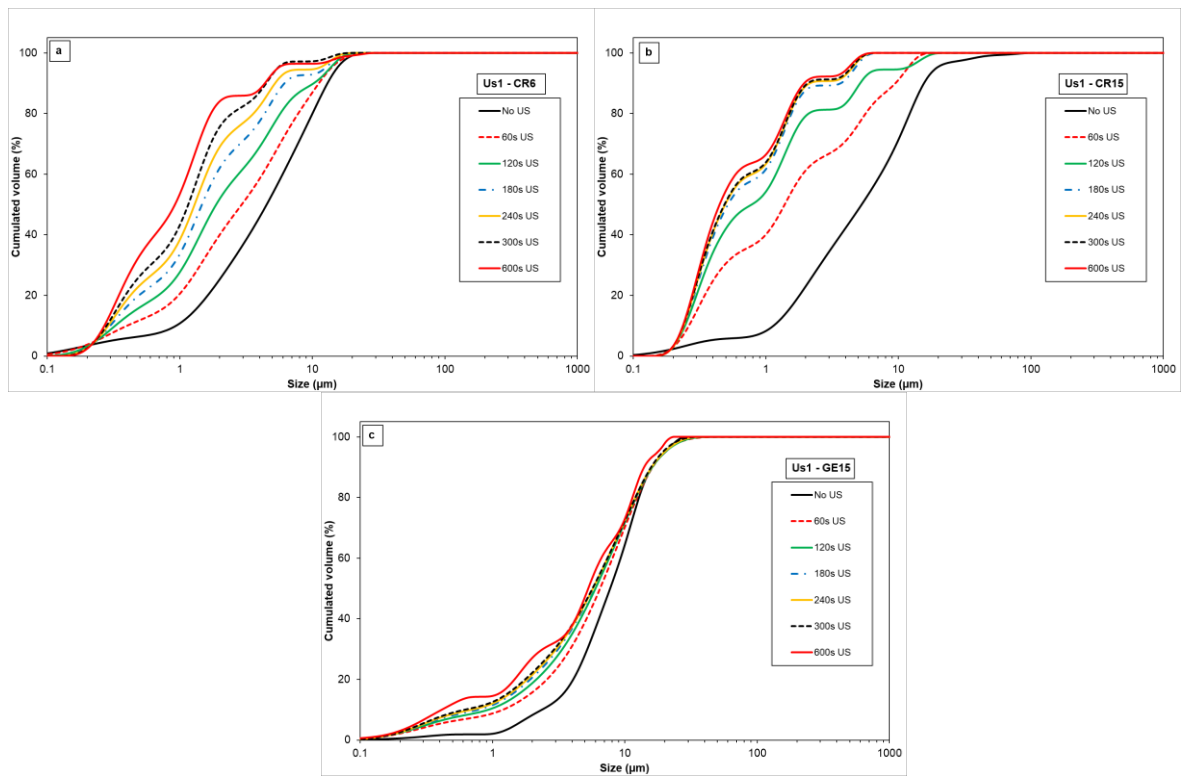 a
Us1 - CR6
No US
60s US
120s US
180s US
240s US
300s US
600s US
Cumulated volume (%)
100
80
60
40
20
0
0.1 1 10 100 1000
Size (µm)
b
Us1 - CR15
No US
60s US
120s US
180s US
240s US
300s US
600s US
Cumulated volume (%)
100
80
60
40
20
0
0.1 1 10 100 1000
Size (µm)
c
Us1 - GE15
No US
60s US
120s US
180s US
240s US
300s US
600s US
Cumulated volume (%)
100
80
60
40
20
0
0.1 1 10 100 1000
Size (µm)